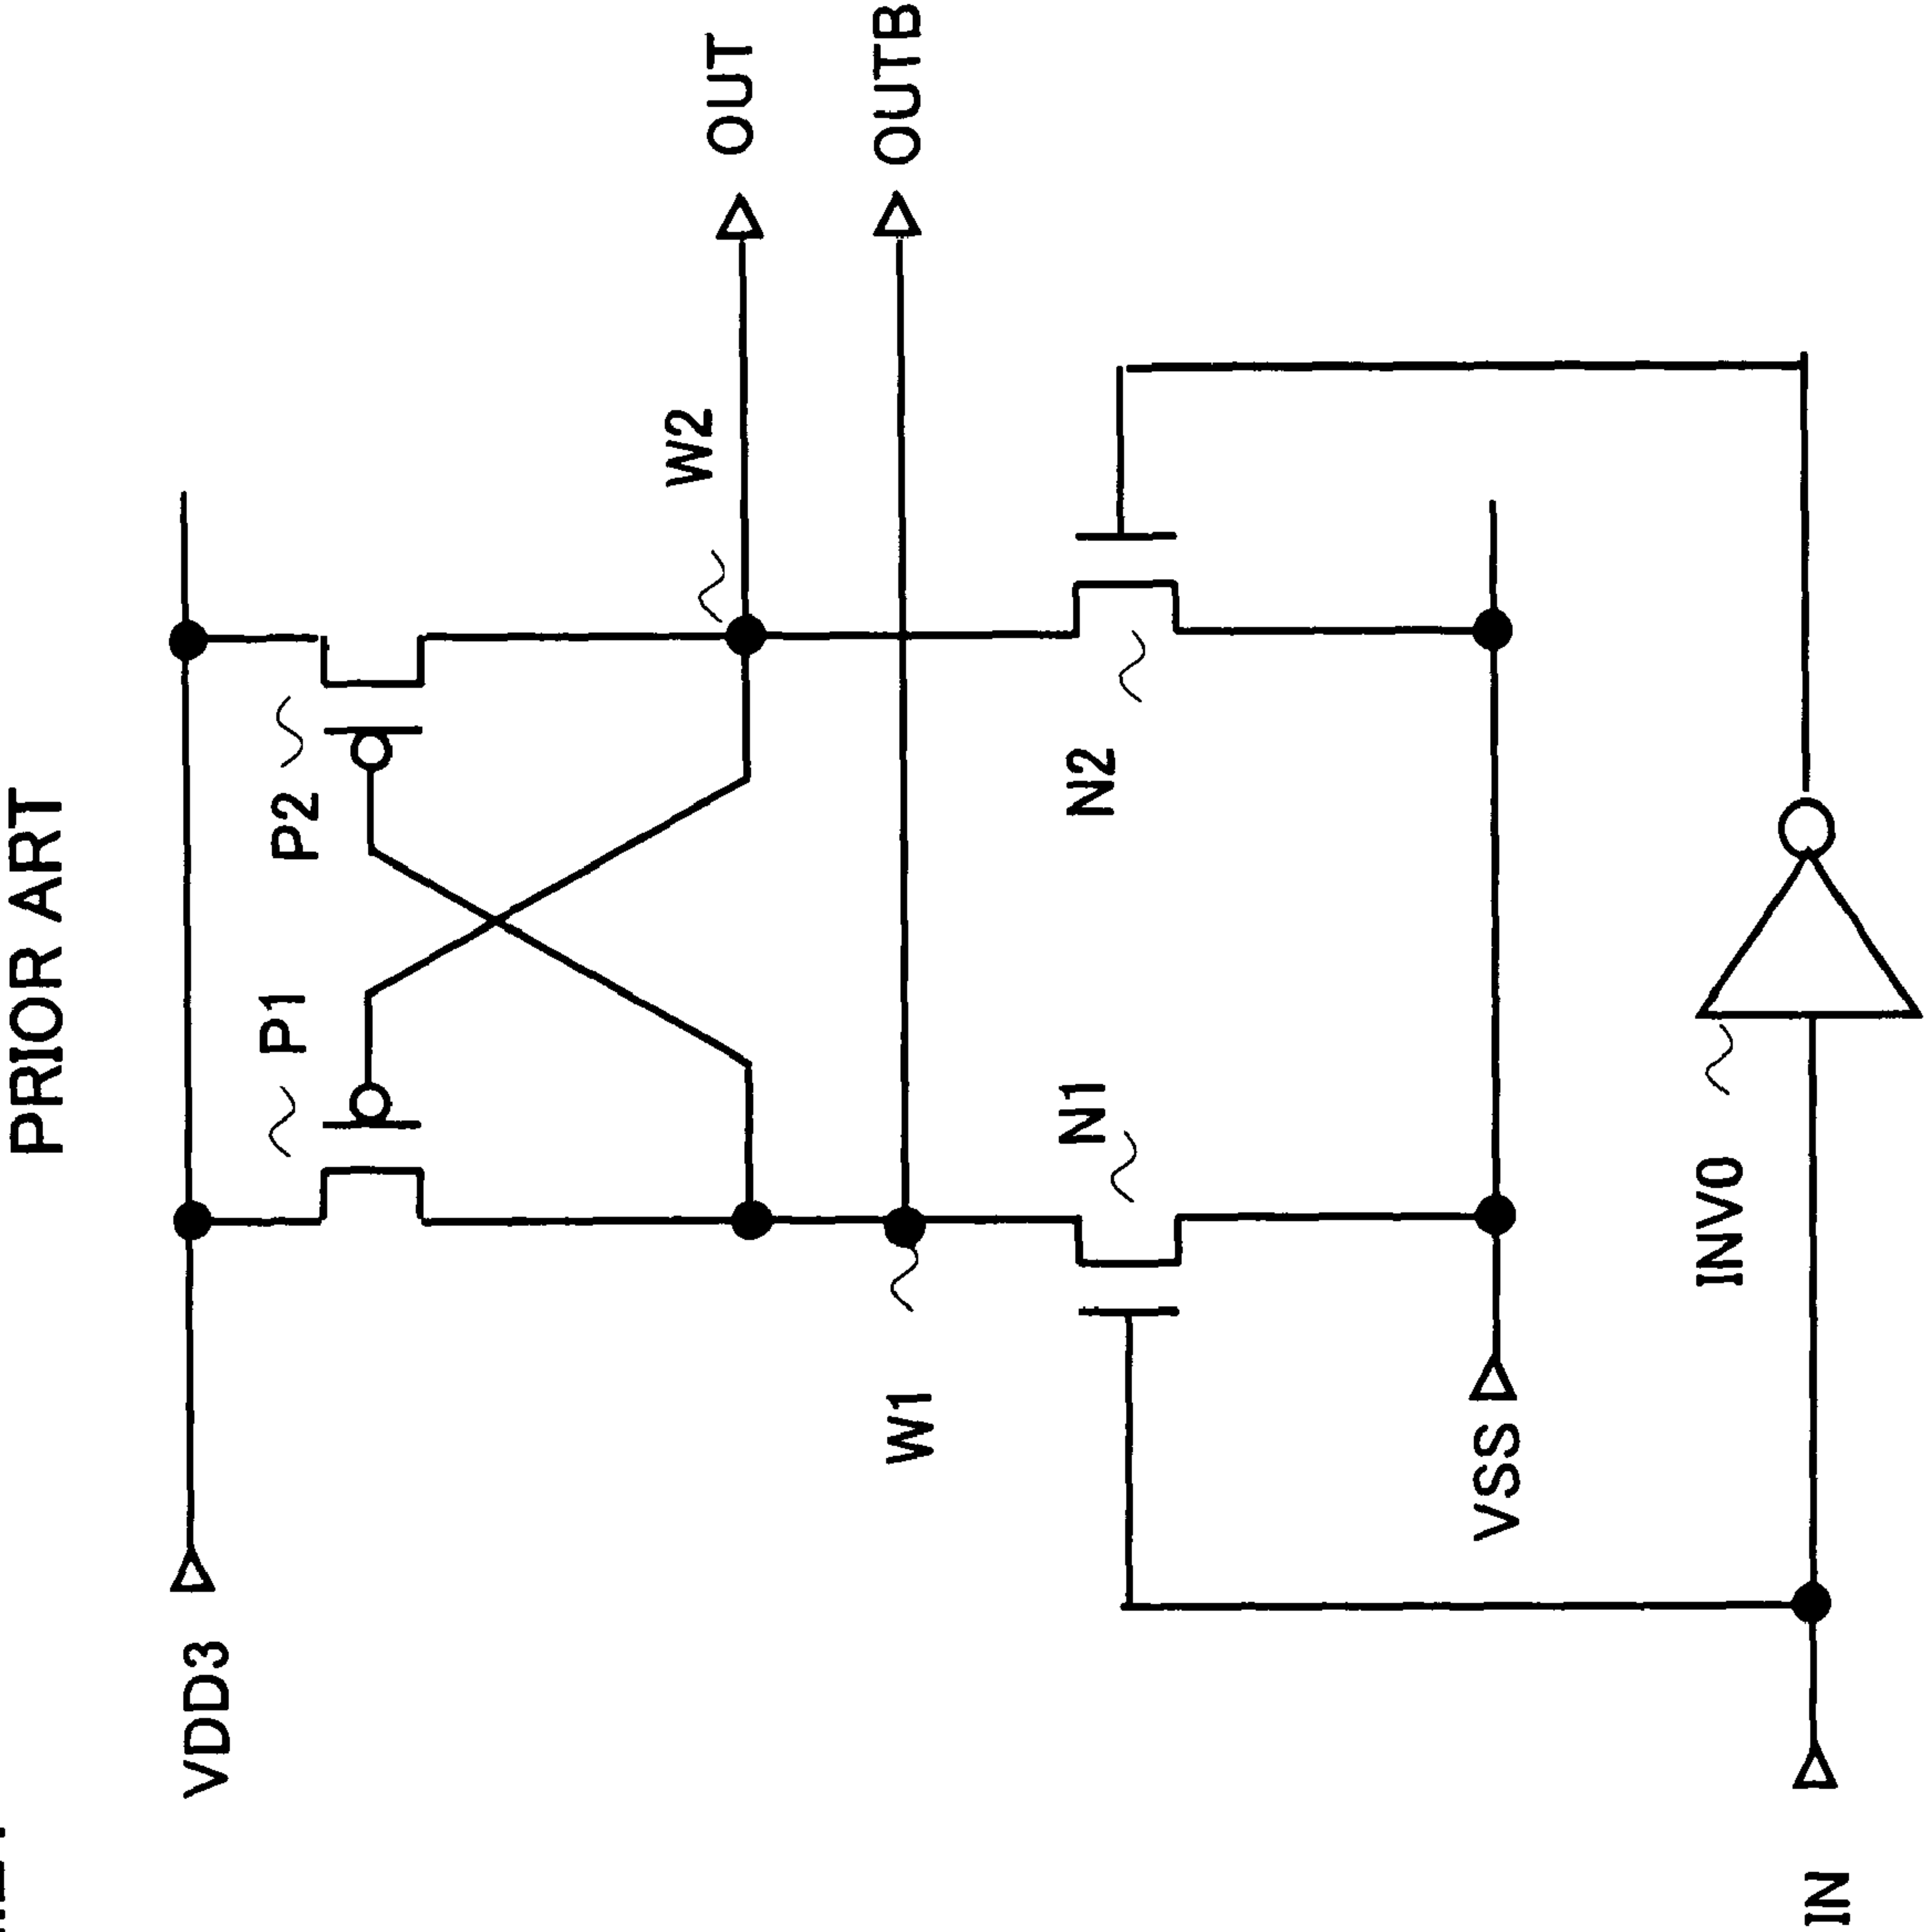 PRIOR ART
VDD3
P1
P2
W2
OUT
OUTB
W1
N1
N2
VSS
INV0
IN